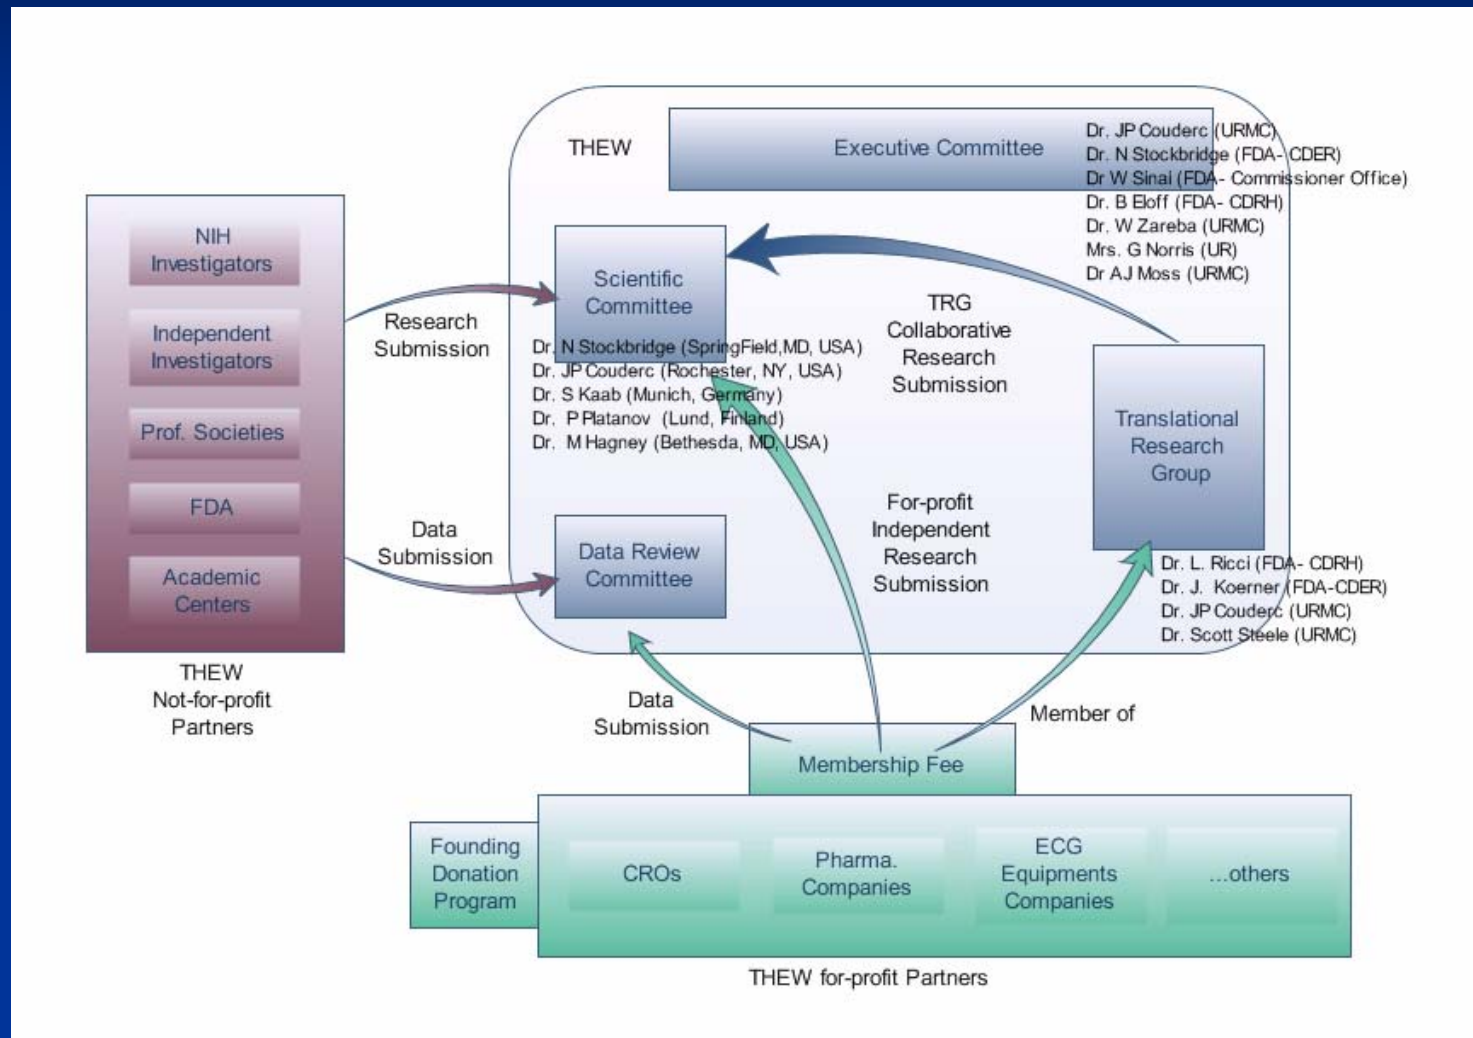 THEW
Executive Committee
Dr. JP Couderc (URMC)
Dr. N Stockbridge (FDA- CDER)
Dr W Sinai (FDA- Commissioner Office)
Dr. B Eloff (FDA- CDRH)
Dr. W Zareba (URMC)
Mrs. G Norris (UR)
Dr AJ Moss (URMC)
NIH
Investigators
Independent
Investigators
Prof. Societies
FDA
Academic
Centers
THEW
Not-for-profit
Partners
Research
Submission
Data
Submission
Scientific
Committee
Dr. N Stockbridge (SpringField,MD, USA)
Dr. JP Couderc (Rochester, NY, USA)
Dr. S Kaab (Munich, Germany)
Dr. P Platanov (Lund, Finland)
Dr. M Hagney (Bethesda, MD, USA)
TRG
Collaborative
Research
Submission
Translational
Research
Group
Dr. L. Ricci (FDA- CDRH)
Dr. J. Koerner (FDA-CDER)
Dr. JP Couderc (URMC)
Dr. Scott Steele (URMC)
For-profit
Independent
Research
Submission
Data Review
Committee
Data
Submission
Member of
Membership Fee
Founding
Donation
Program
CROs
Pharma.
Companies
ECG
Equipments
Companies
...others
THEW for-profit Partners